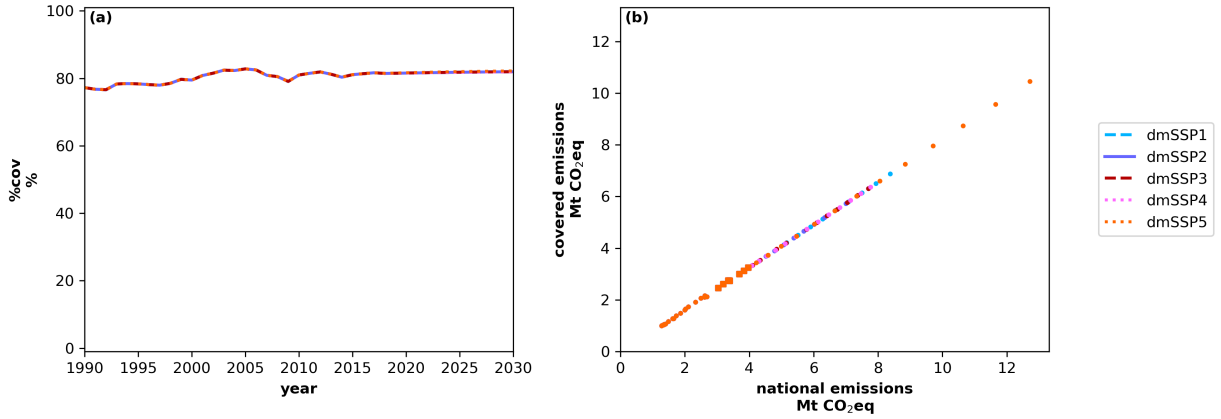 (a)
100
80
60
40
20
0
%cov
%
1990 1995 2000 2005 2010 2015 2020 2025 2030
year
(b)
12
10
8
6
4
2
0
covered emissions
Mt CO₂eq
0 2 4 6 8 10 12
national emissions
Mt CO₂eq
dmSSP1
dmSSP2
dmSSP3
dmSSP4
dmSSP5